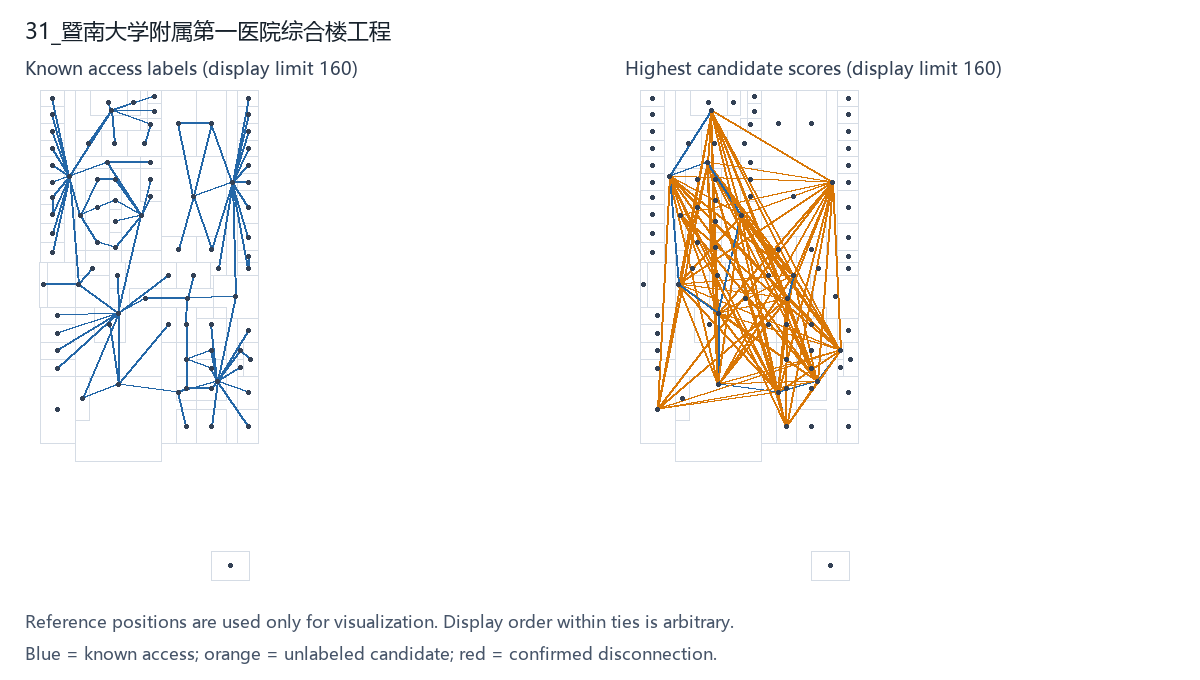 31_暨南大学附属第一医院综合楼工程
Known access labels (display limit 160)
Highest candidate scores (display limit 160)
Reference positions are used only for visualization. Display order within ties is arbitrary.
Blue = known access; orange = unlabeled candidate; red = confirmed disconnection.